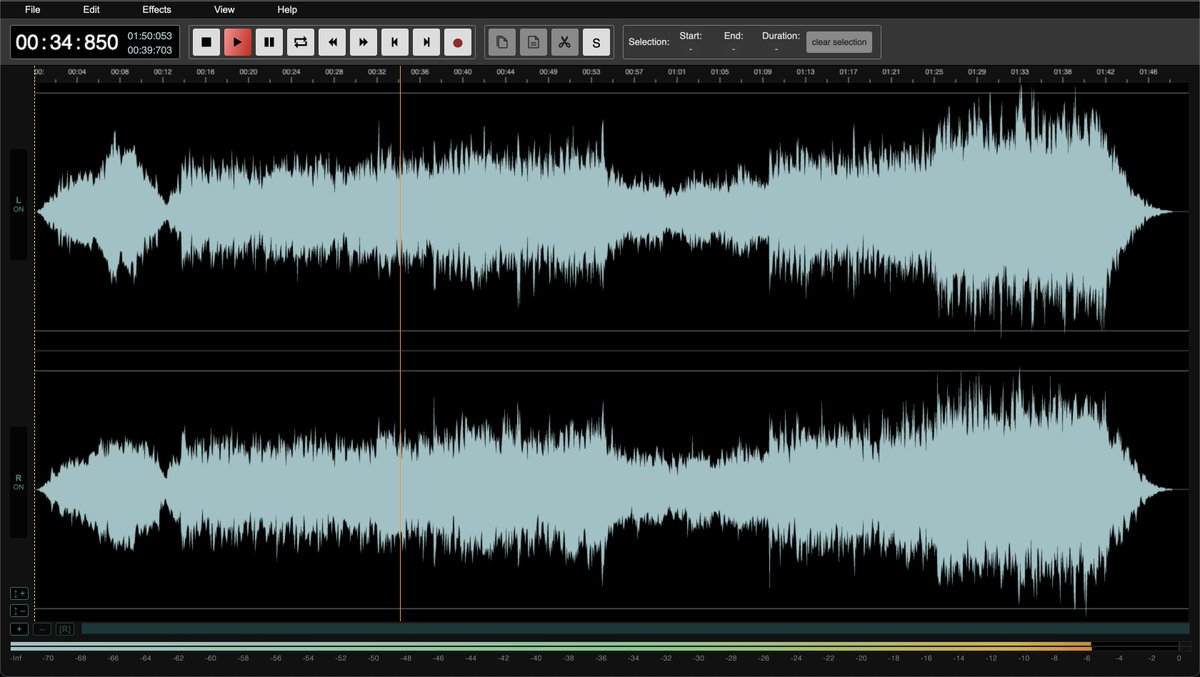 File Edit Effects View Help
00:34:850
01:50:053
00:39:703
S
Selection:
Start: End: Duration:
- - -
clear selection
00: 00:04 00:08 00:12 00:16 00:20 00:24 00:28 00:32 00:36 00:40 00:44 00:49 00:53 00:57 01:01 01:05 01:09 01:13 01:17 01:21 01:25 01:29 01:33 01:38 01:42 01:46
L
ON
R
ON
[R]
-Inf -70 -68 -66 -64 -62 -60 -58 -56 -54 -52 -50 -48 -46 -44 -42 -40 -38 -36 -34 -32 -30 -28 -26 -24 -22 -20 -18 -16 -14 -12 -10 -8 -6 -4 -2 0